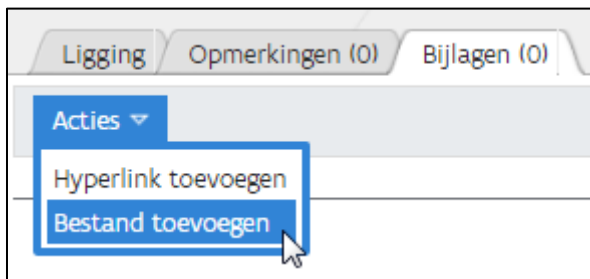 Ligging Opmerkingen (0) Bijlagen (0)
Acties
Hyperlink toevoegen
Bestand toevoegen